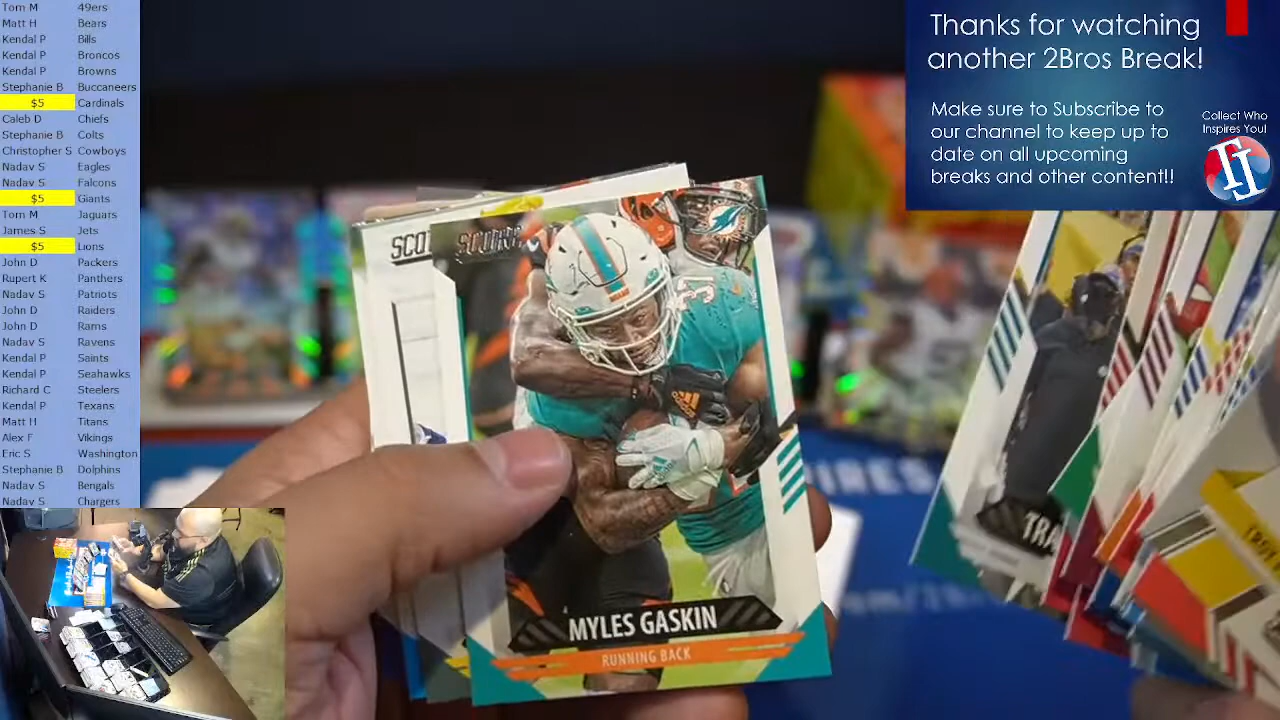 Tom M 49ers
Matt H Bears
Kendal P Bills
Kendal P Broncos
Kendal P Browns
Stephanie B Buccaneers
$5 Cardinals
Caleb D Chiefs
Stephanie B Colts
Christopher S Cowboys
Nadav S Eagles
Nadav S Falcons
$5 Giants
Tom M Jaguars
James S Jets
$5 Lions
John D Packers
Rupert K Panthers
Nadav S Patriots
John D Raiders
John D Rams
Nadav S Ravens
Kendal P Saints
Kendal P Seahawks
Richard C Steelers
Kendal P Texans
Matt H Titans
Alex F Vikings
Eric S Washington
Stephanie B Dolphins
Nadav S Bengals
Nadav S Chargers
Thanks for watching
another 2Bros Break!
Make sure to Subscribe to
our channel to keep up to
date on all upcoming
breaks and other content!!
Collect Who
Inspires You!
SCO
SCORE
37
adidas
MYLES GASKIN
RUNNING BACK
TRA